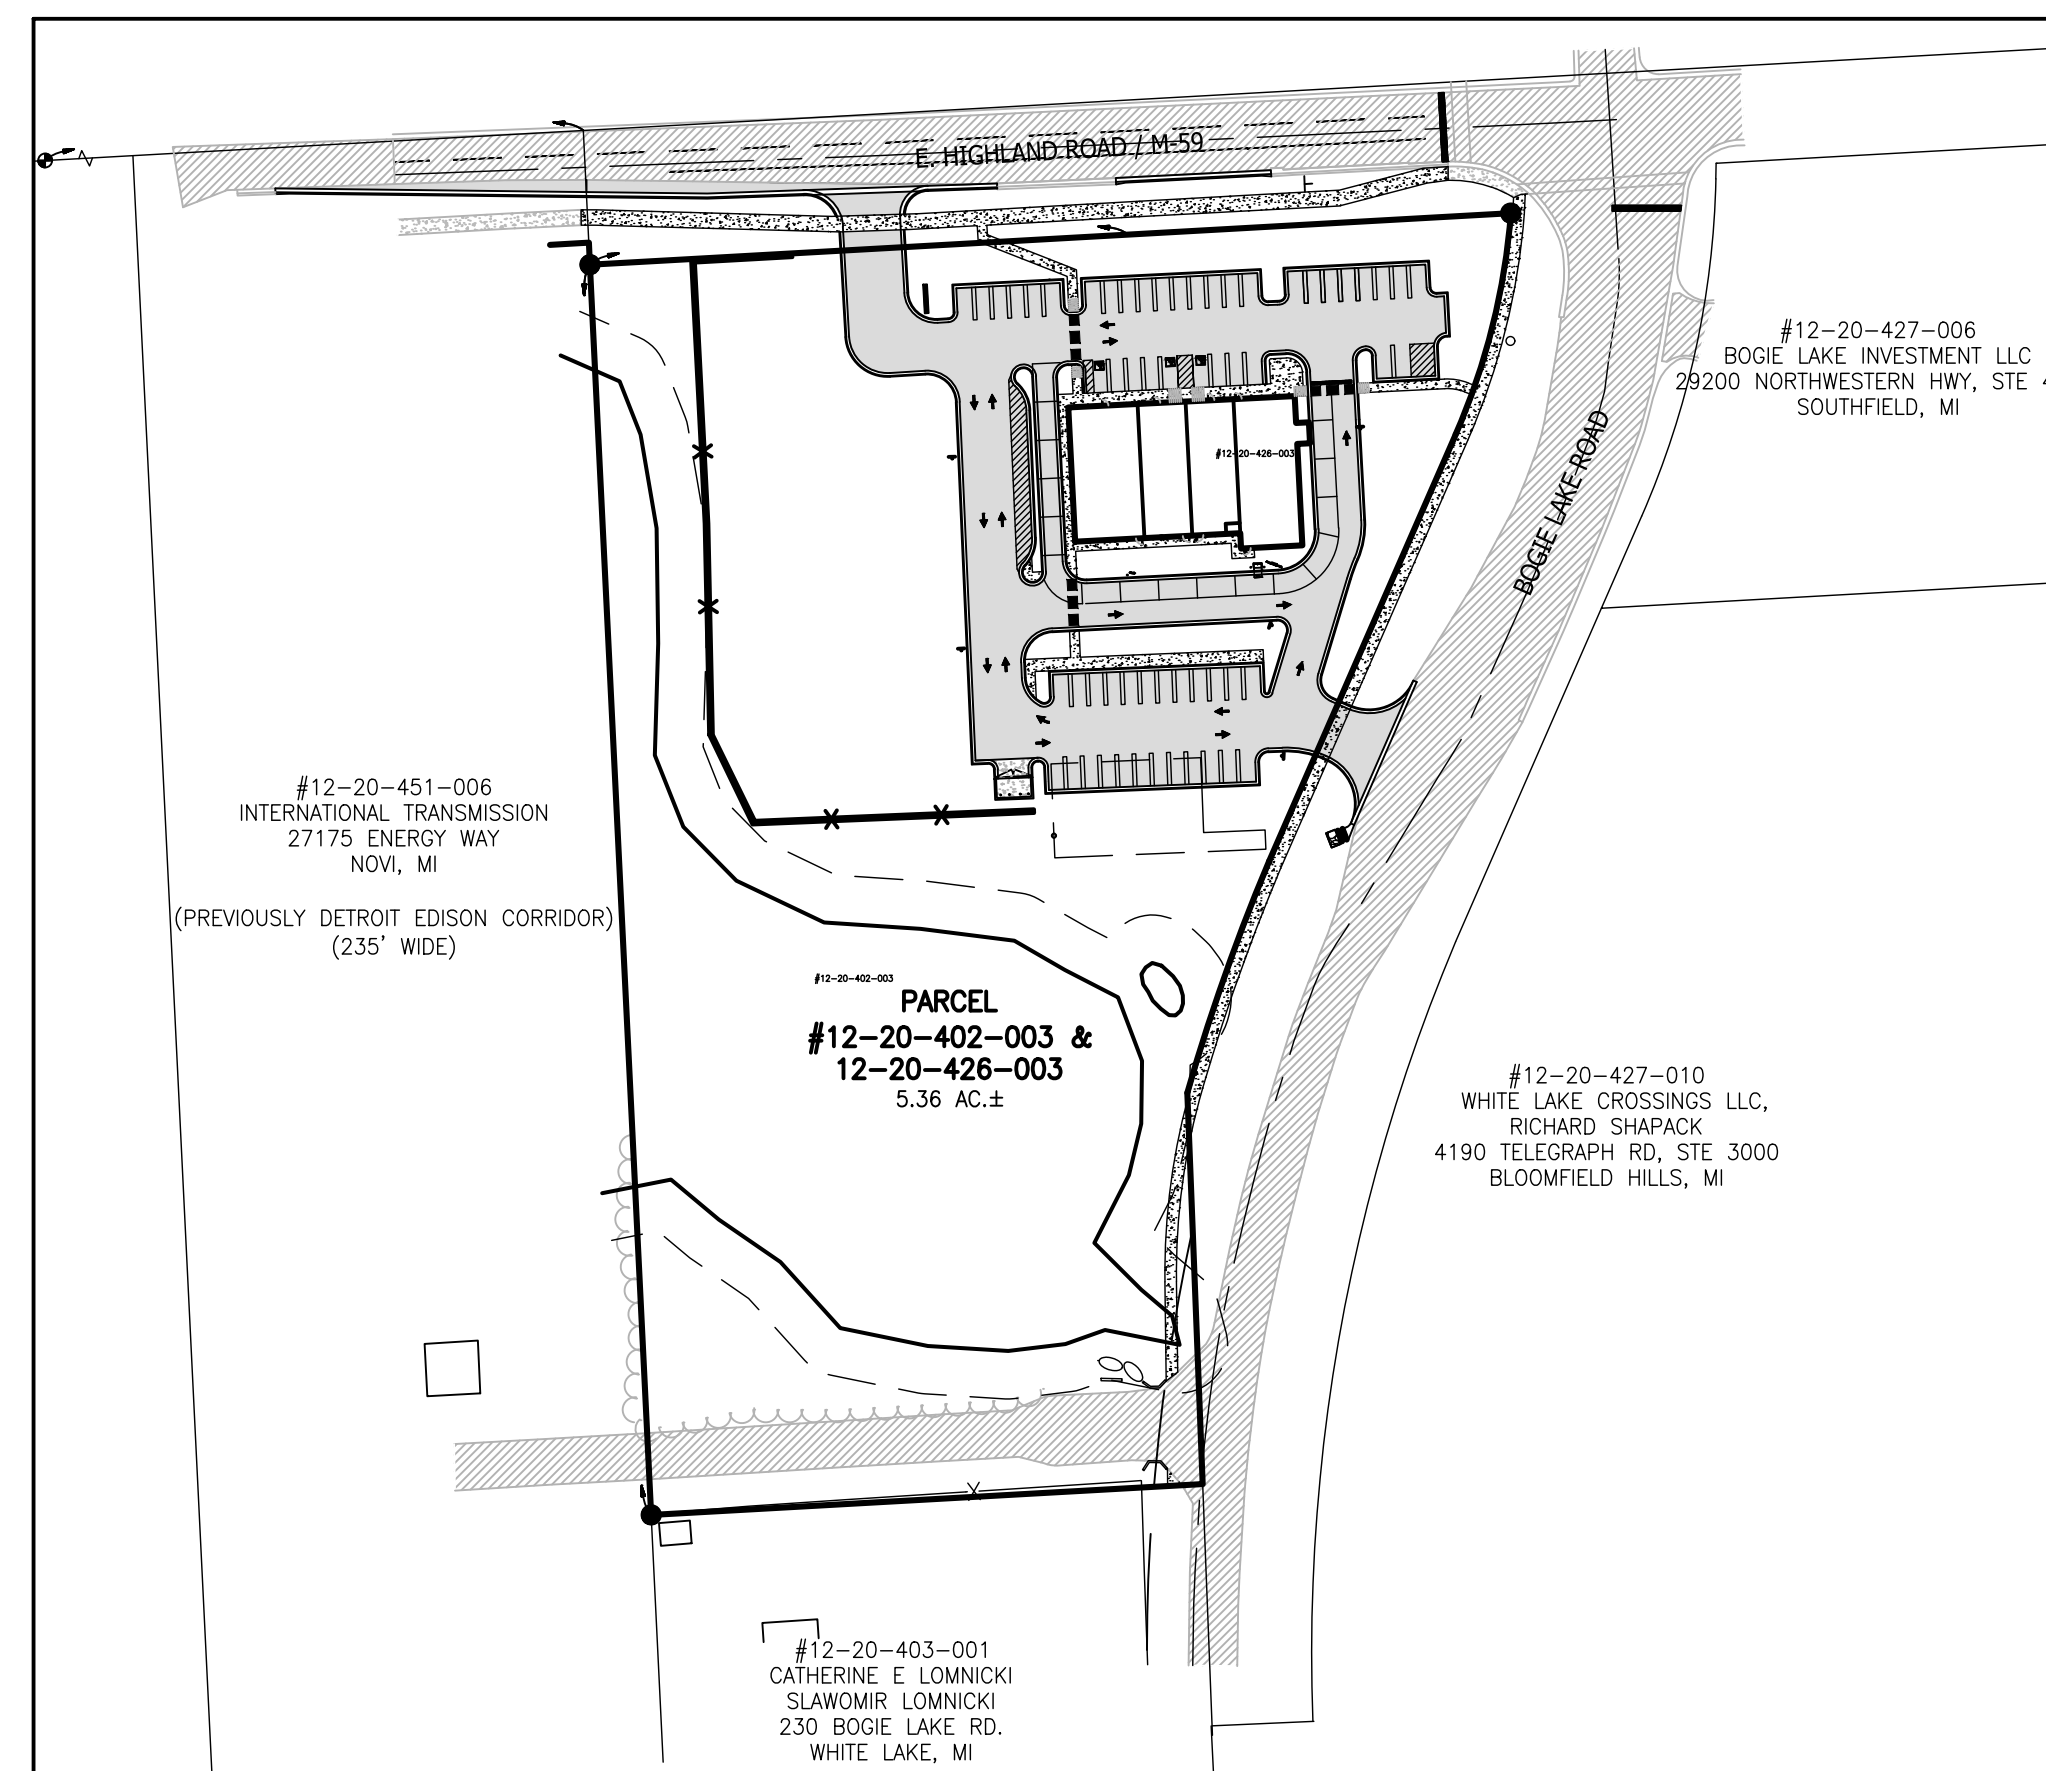 E. HIGHLAND ROAD / M-59
#12-20-427-006
BOGIE LAKE INVESTMENT LLC
29200 NORTHWESTERN HWY, STE
SOUTHFIELD, MI
BOGIE LAKE ROAD
#12-20-426-003
#12-20-451-006
INTERNATIONAL TRANSMISSION
27175 ENERGY WAY
NOVI, MI
(PREVIOUSLY DETROIT EDISON CORRIDOR)
(235' WIDE)
#12-20-402-003
PARCEL
#12-20-402-003 &
12-20-426-003
5.36 AC.±
#12-20-427-010
WHITE LAKE CROSSINGS LLC,
RICHARD SHAPACK
4190 TELEGRAPH RD, STE 3000
BLOOMFIELD HILLS, MI
#12-20-403-001
CATHERINE E LOMNICKI
SLAWOMIR LOMNICKI
230 BOGIE LAKE RD.
WHITE LAKE, MI